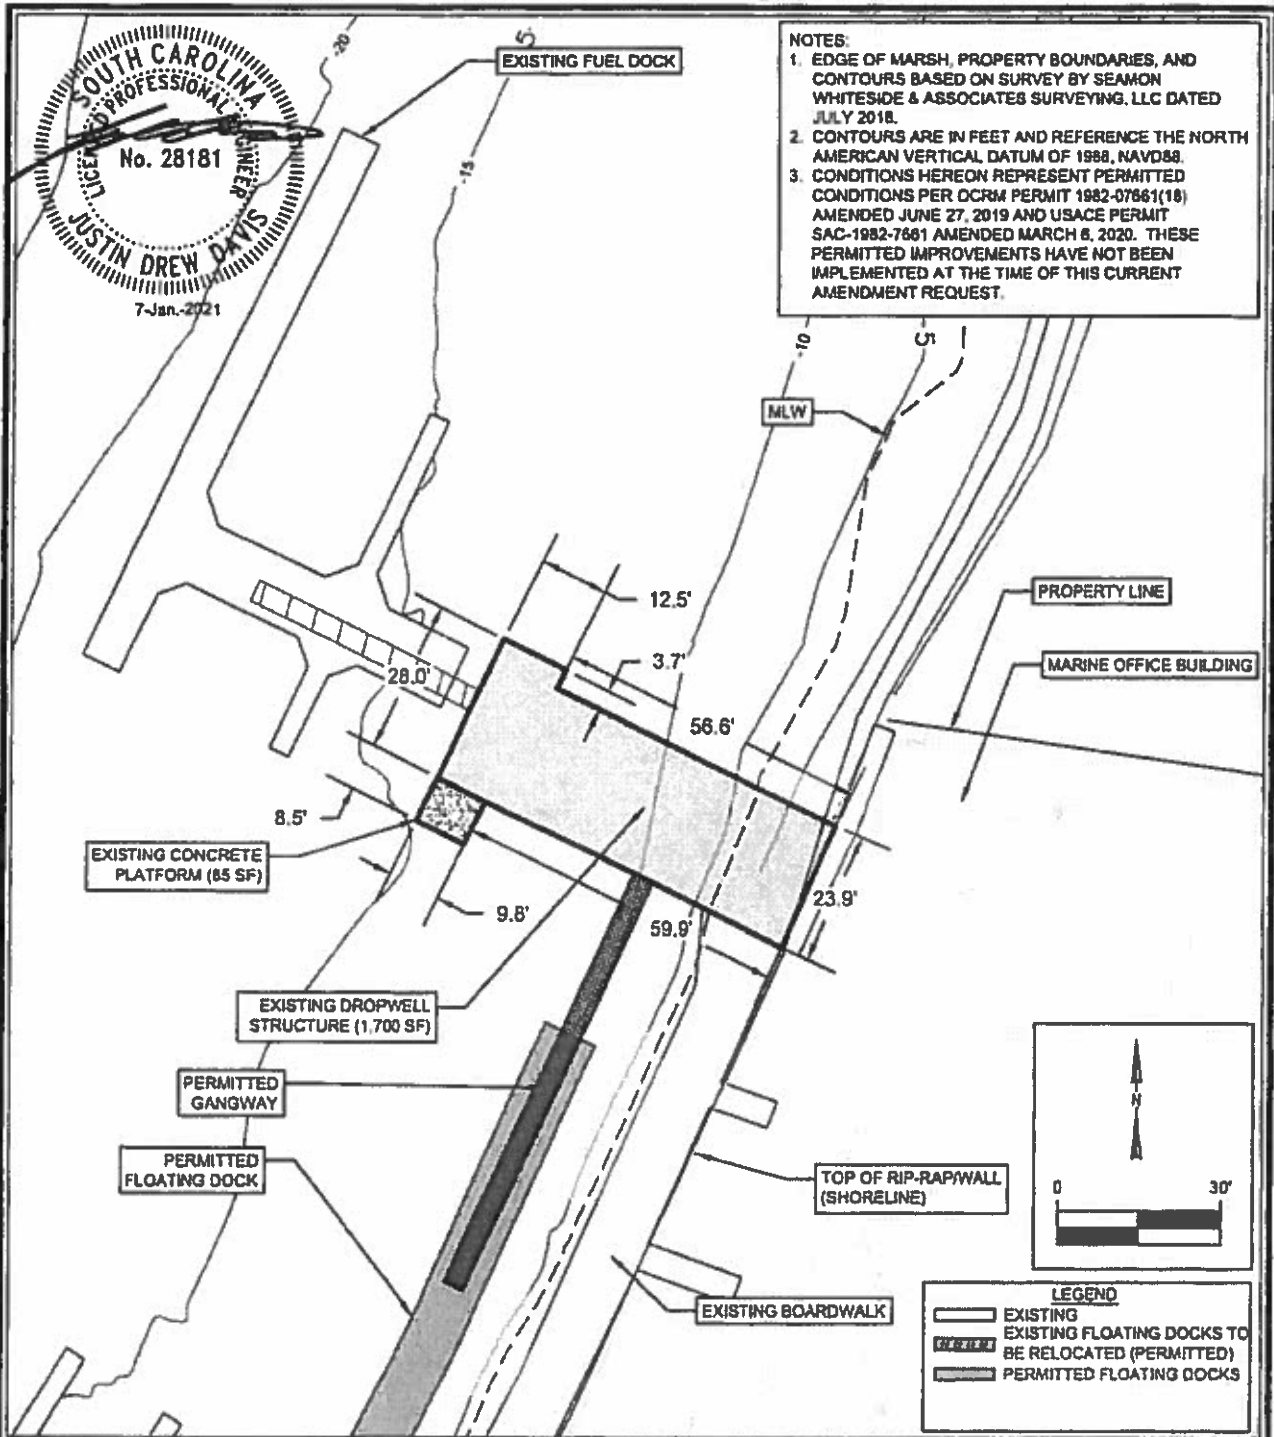 SOUTH CAROLINA
LICENSED PROFESSIONAL ENGINEER
No. 28181
JUSTIN DREW DAVIS
7-Jan.-2021
-20
5
EXISTING FUEL DOCK
-15
NOTES:
1. EDGE OF MARSH, PROPERTY BOUNDARIES, AND
CONTOURS BASED ON SURVEY BY SEAMON
WHITESIDE & ASSOCIATES SURVEYING, LLC DATED
JULY 2018.
2. CONTOURS ARE IN FEET AND REFERENCE THE NORTH
AMERICAN VERTICAL DATUM OF 1988, NAVD88.
3. CONDITIONS HEREON REPRESENT PERMITTED
CONDITIONS PER OCRM PERMIT 1982-07661(18)
AMENDED JUNE 27, 2019 AND USACE PERMIT
SAC-1982-7661 AMENDED MARCH 6, 2020. THESE
PERMITTED IMPROVEMENTS HAVE NOT BEEN
IMPLEMENTED AT THE TIME OF THIS CURRENT
AMENDMENT REQUEST.
-10
5
MLW
12.5'
PROPERTY LINE
3.7'
MARINE OFFICE BUILDING
28.0'
56.6'
8.5'
EXISTING CONCRETE
PLATFORM (85 SF)
9.8'
23.9'
59.9'
EXISTING DROPWELL
STRUCTURE (1,700 SF)
PERMITTED
GANGWAY
PERMITTED
FLOATING DOCK
TOP OF RIP-RAP/WALL
(SHORELINE)
N
0 30'
EXISTING BOARDWALK
LEGEND
EXISTING
EXISTING FLOATING DOCKS TO
BE RELOCATED (PERMITTED)
PERMITTED FLOATING DOCKS